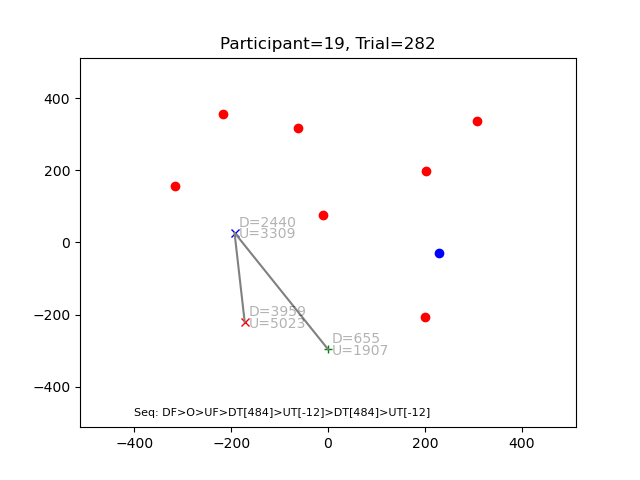 Participant=19, Trial=282
400
200
0
−200
−400
D=2440
U=3309
D=3959
U=5023
D=655
U=1907
Seq: DF>O>UF>DT[484]>UT[-12]>DT[484]>UT[-12]
−400 −200 0 200 400